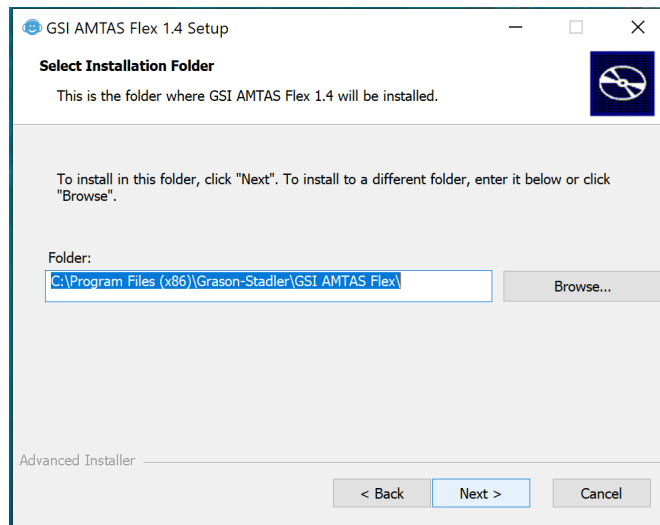 GSI AMTAS Flex 1.4 Setup
Select Installation Folder
This is the folder where GSI AMTAS Flex 1.4 will be installed.
To install in this folder, click "Next". To install to a different folder, enter it below or click
"Browse".
Folder:
C:\Program Files (x86)\Grason-Stadler\GSI AMTAS Flex\
Browse...
Advanced Installer
< Back
Next >
Cancel